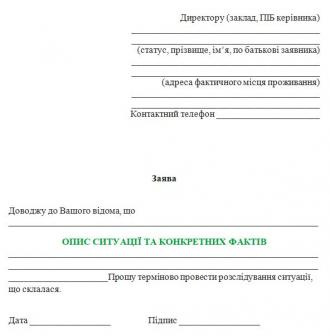 Директору (заклад, ПІБ керівника)
(статус, прізвище, ім'я, по батькові заявника)
(адреса фактичного місця проживання)
Контактний телефон
Заява
Доводжу до Вашого відома, що
ОПИС СИТУАЦІЇ ТА КОНКРЕТНИХ ФАКТІВ
Прошу терміново провести розслідування ситуації,
що склалася.
Дата Підпис